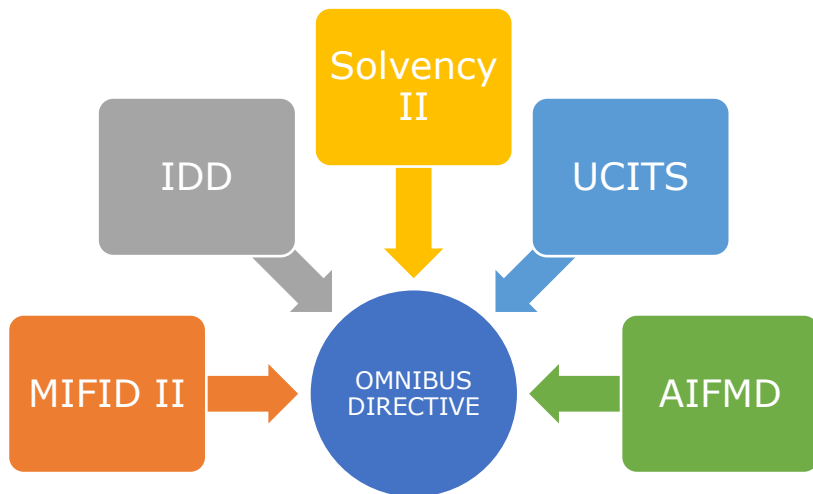 Solvency
II
IDD
UCITS
MIFID II
OMNIBUS
DIRECTIVE
AIFMD